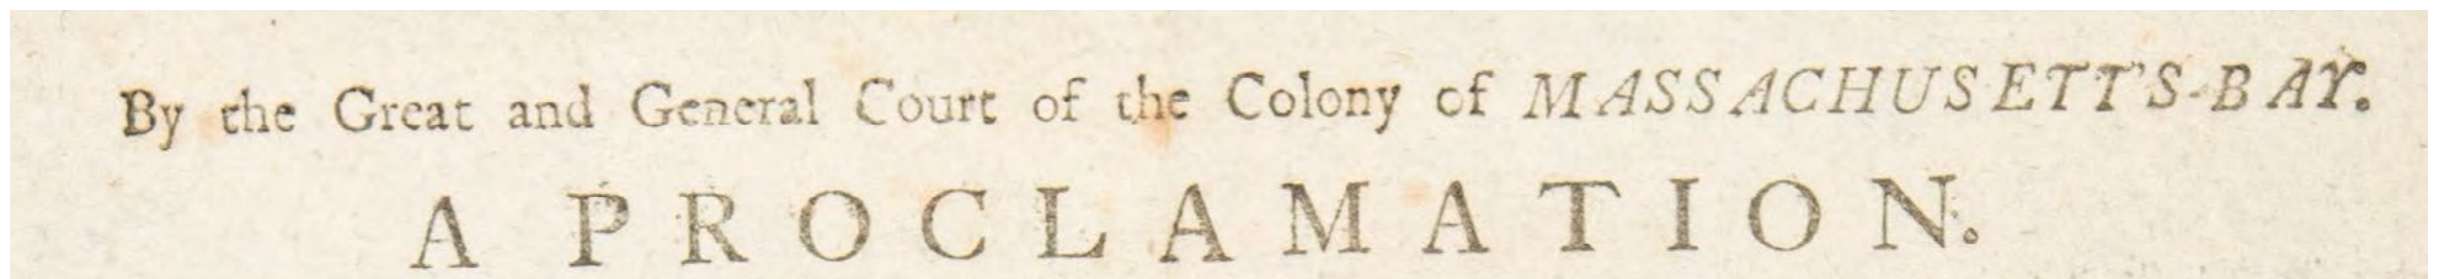 By the Great and General Court of the Colony of MASSACHUSETT'S-BAY.
A PROCLAMATION.